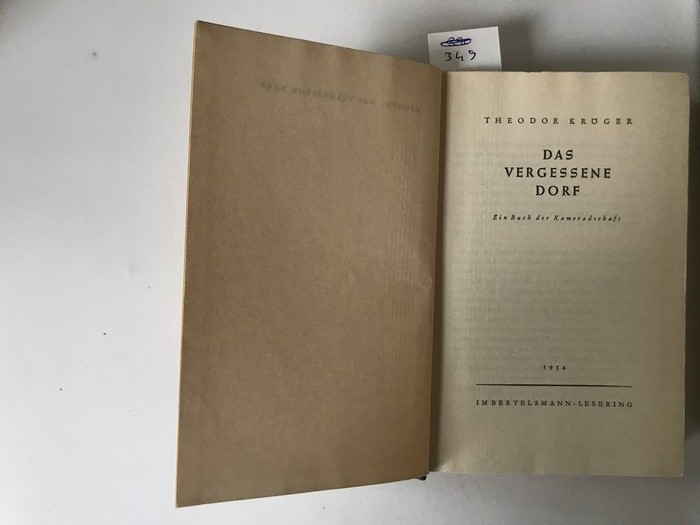 349
THEODOR KRÖGER
DAS
VERGESSENE
DORF
Ein Buch der Kameradschaft
1954
IM BERTELSMANN-LESERING